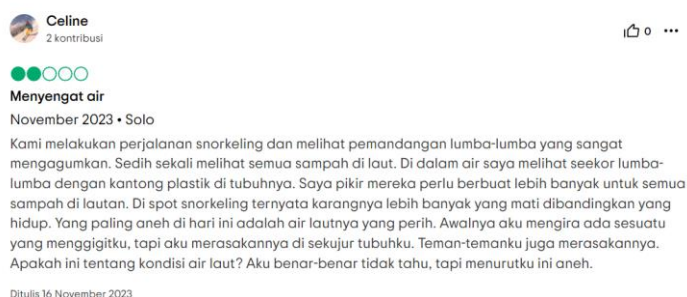 Celine
2 kontribusi
0
Menyengat air
November 2023 • Solo
Kami melakukan perjalanan snorkeling dan melihat pemandangan lumba-lumba yang sangat
mengagumkan. Sedih sekali melihat semua sampah di laut. Di dalam air saya melihat seekor lumba-
lumba dengan kantong plastik di tubuhnya. Saya pikir mereka perlu berbuat lebih banyak untuk semua
sampah di lautan. Di spot snorkeling ternyata karangnya lebih banyak yang mati dibandingkan yang
hidup. Yang paling aneh di hari ini adalah air lautnya yang perih. Awalnya aku mengira ada sesuatu
yang menggigitku, tapi aku merasakannya di sekujur tubuhku. Teman-temanku juga merasakannya.
Apakah ini tentang kondisi air laut? Aku benar-benar tidak tahu, tapi menurutku ini aneh.
Ditulis 16 November 2023